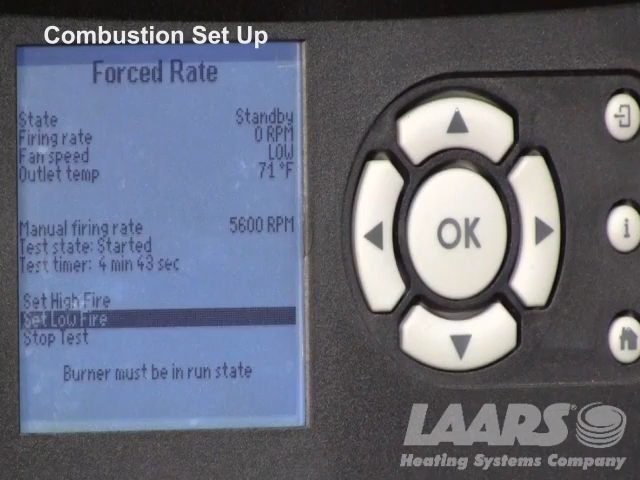 Combustion Set Up
Forced Rate
State Standby
Firing rate 0 RPM
Fan speed LOW
Outlet temp 71 °F
Manual firing rate 5600 RPM
Test state: Started
Test timer: 4 min 43 sec
Set High Fire
Set Low Fire
Stop Test
Burner must be in run state
OK
i
LAARS®
Heating Systems Company